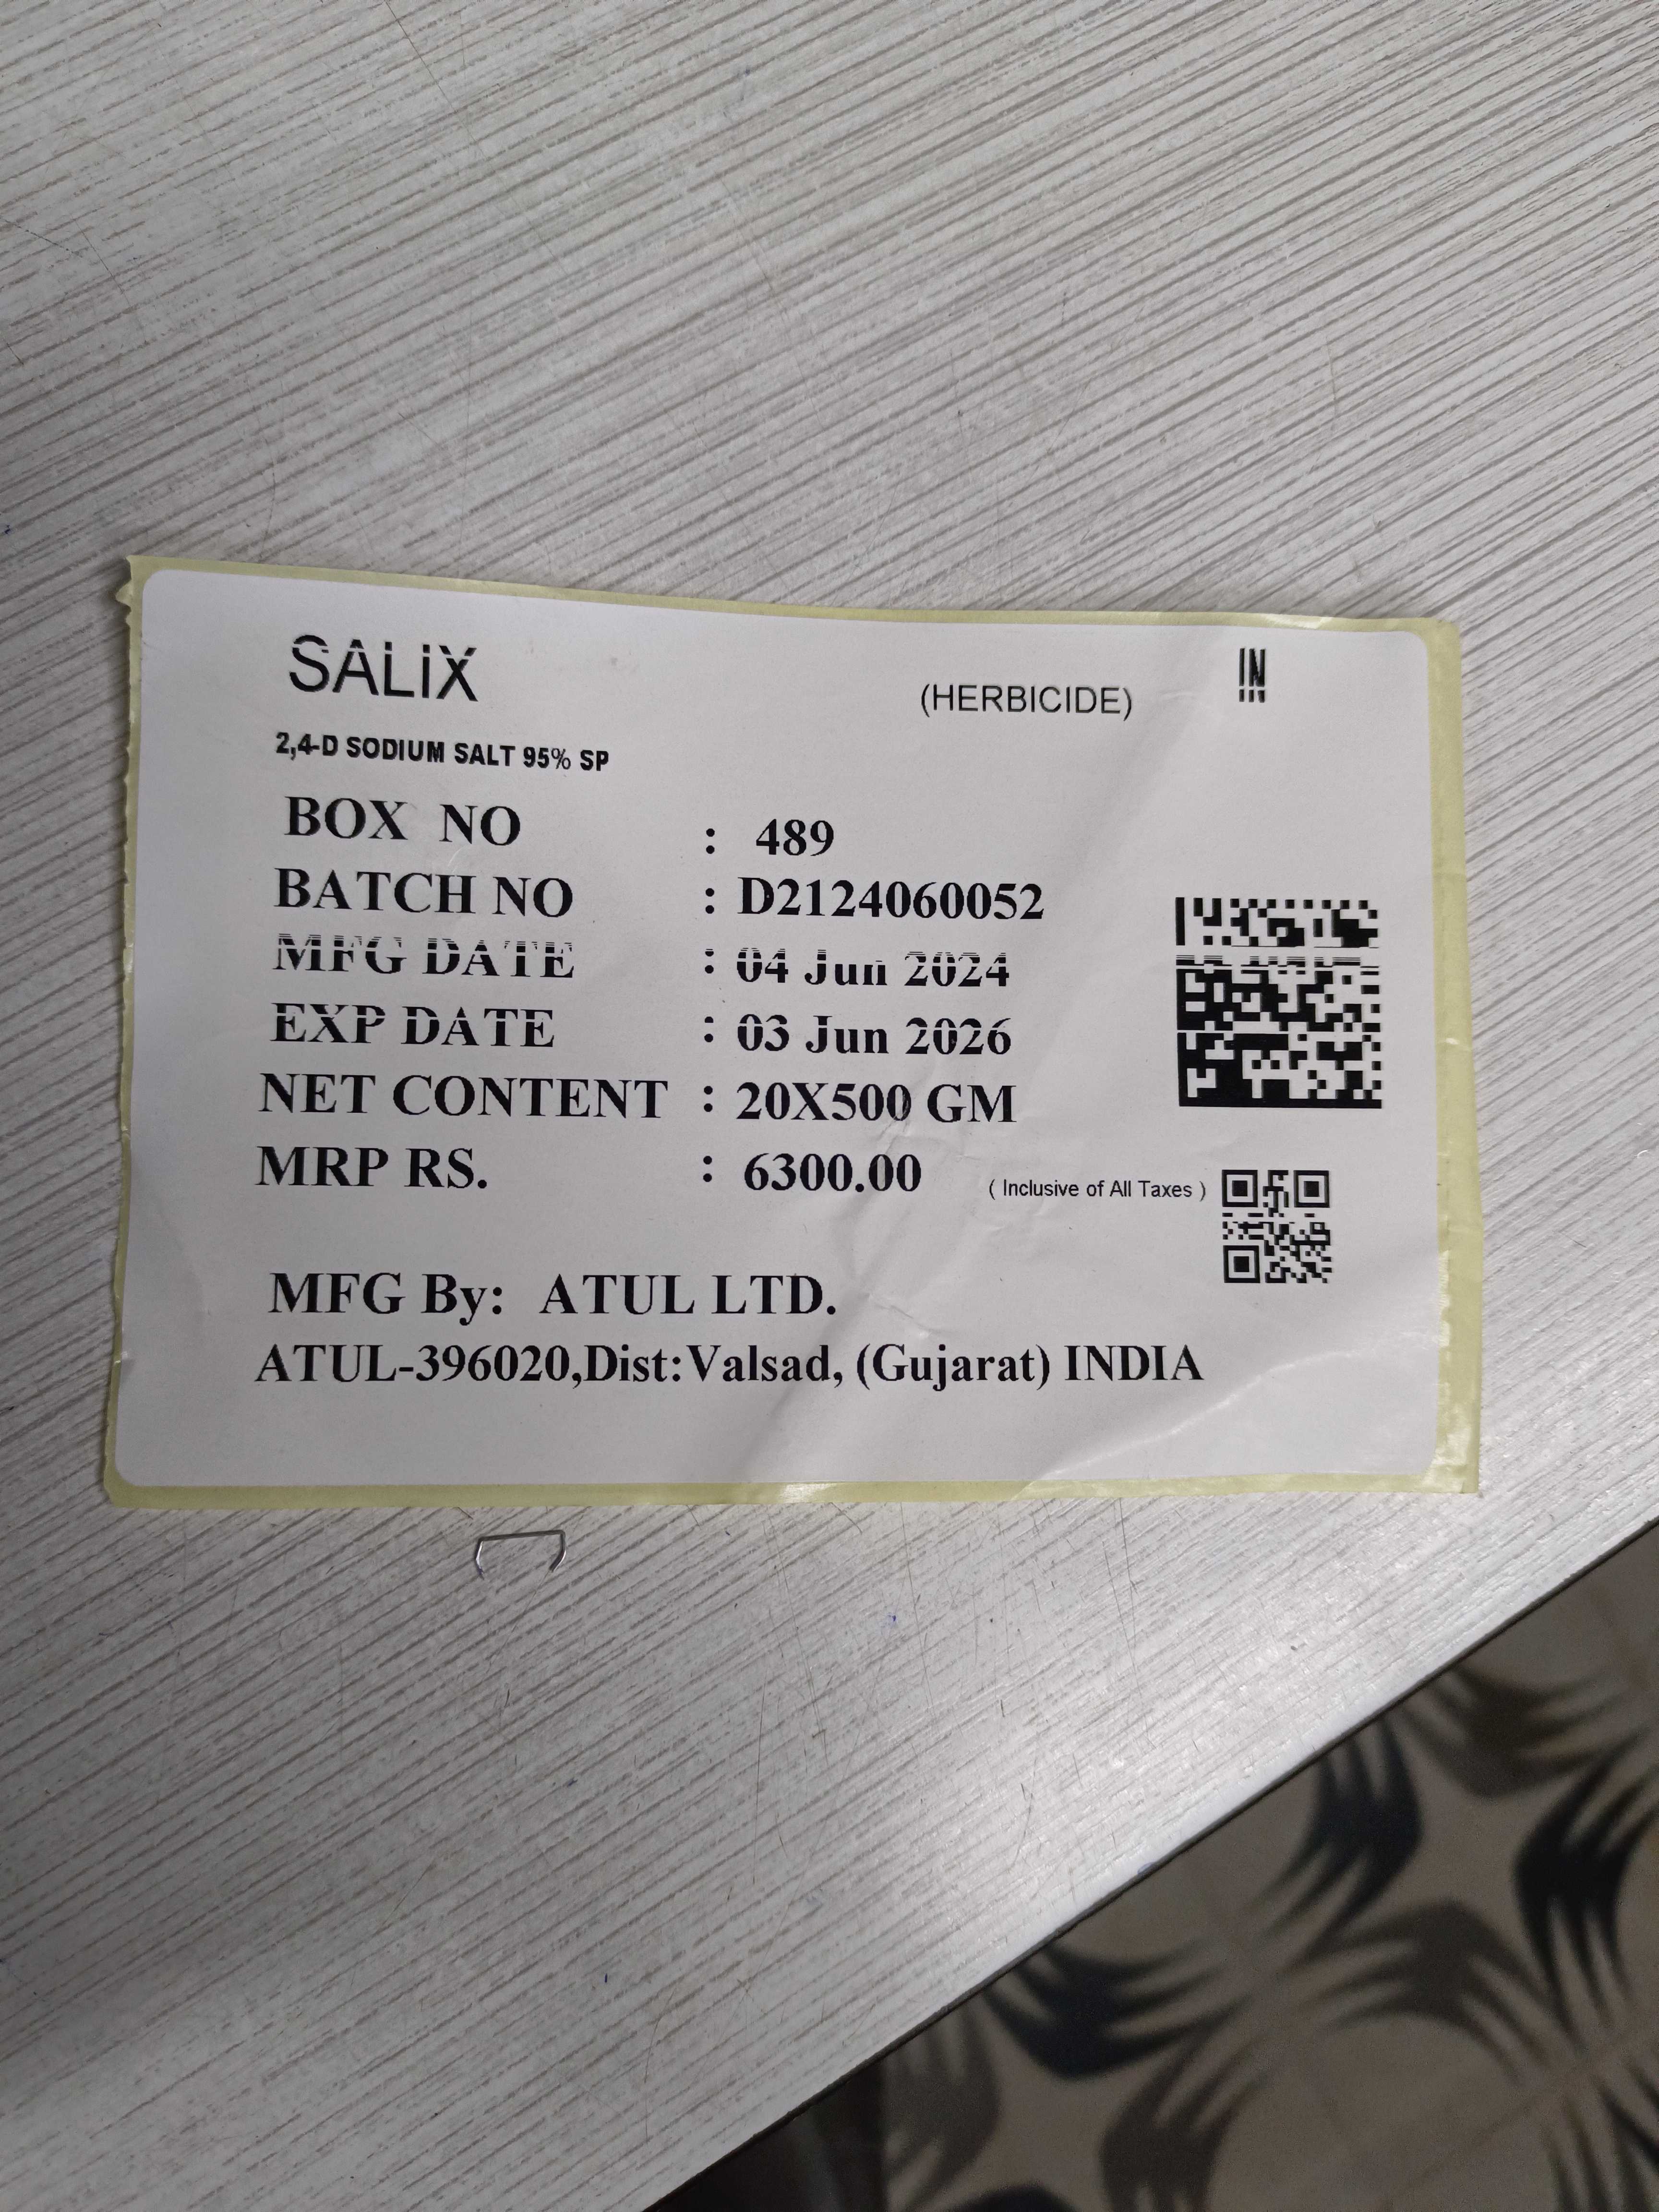 SALiX
(HERBICIDE)
IN
2,4-D SODIUM SALT 95% SP
BOX NO : 489
BATCH NO : D2124060052
MFG DATE : 04 Jun 2024
EXP DATE : 03 Jun 2026
NET CONTENT : 20X500 GM
MRP RS. : 6300.00 ( Inclusive of All Taxes )
MFG By: ATUL LTD.
ATUL-396020,Dist:Valsad, (Gujarat) INDIA